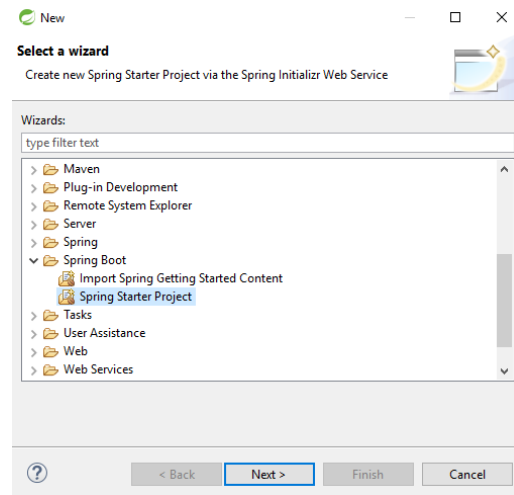 New
Select a wizard
Create new Spring Starter Project via the Spring Initializr Web Service
Wizards:
type filter text
Maven
Plug-in Development
Remote System Explorer
Server
Spring
Spring Boot
Import Spring Getting Started Content
Spring Starter Project
Tasks
User Assistance
Web
Web Services
? < Back Next > Finish Cancel